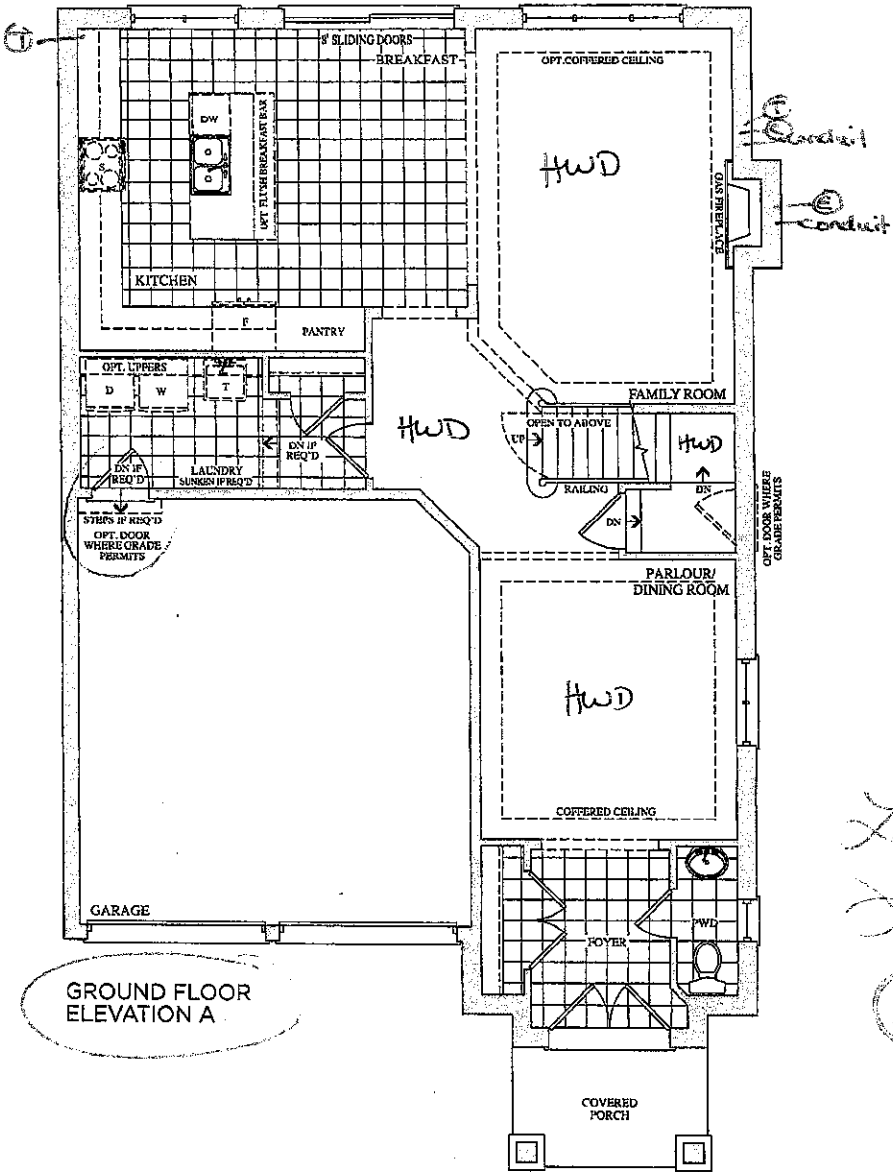 T
8' SLIDING DOORS
BREAKFAST
OPT. COFFERED CEILING
DW
OPT. FLUSH BREAKFAST BAR
S
HWD
T
conduit
GAS FIREPLACE
E
conduit
KITCHEN
F
PANTRY
OPT. UPPERS
D
W
T
FAMILY ROOM
HWD
OPEN TO ABOVE
UP
HWD
DN IF
REQ'D
DN IF
REQ'D
LAUNDRY
SUNKEN IF REQ'D
RAILING
DN
DN
OPT. DOOR WHERE
GRADE PERMITS
STEPS IF REQ'D
OPT. DOOR
WHERE GRADE
PERMITS
PARLOUR/
DINING ROOM
HWD
COFFERED CEILING
GARAGE
PWD
FOYER
GROUND FLOOR
ELEVATION A
COVERED
PORCH